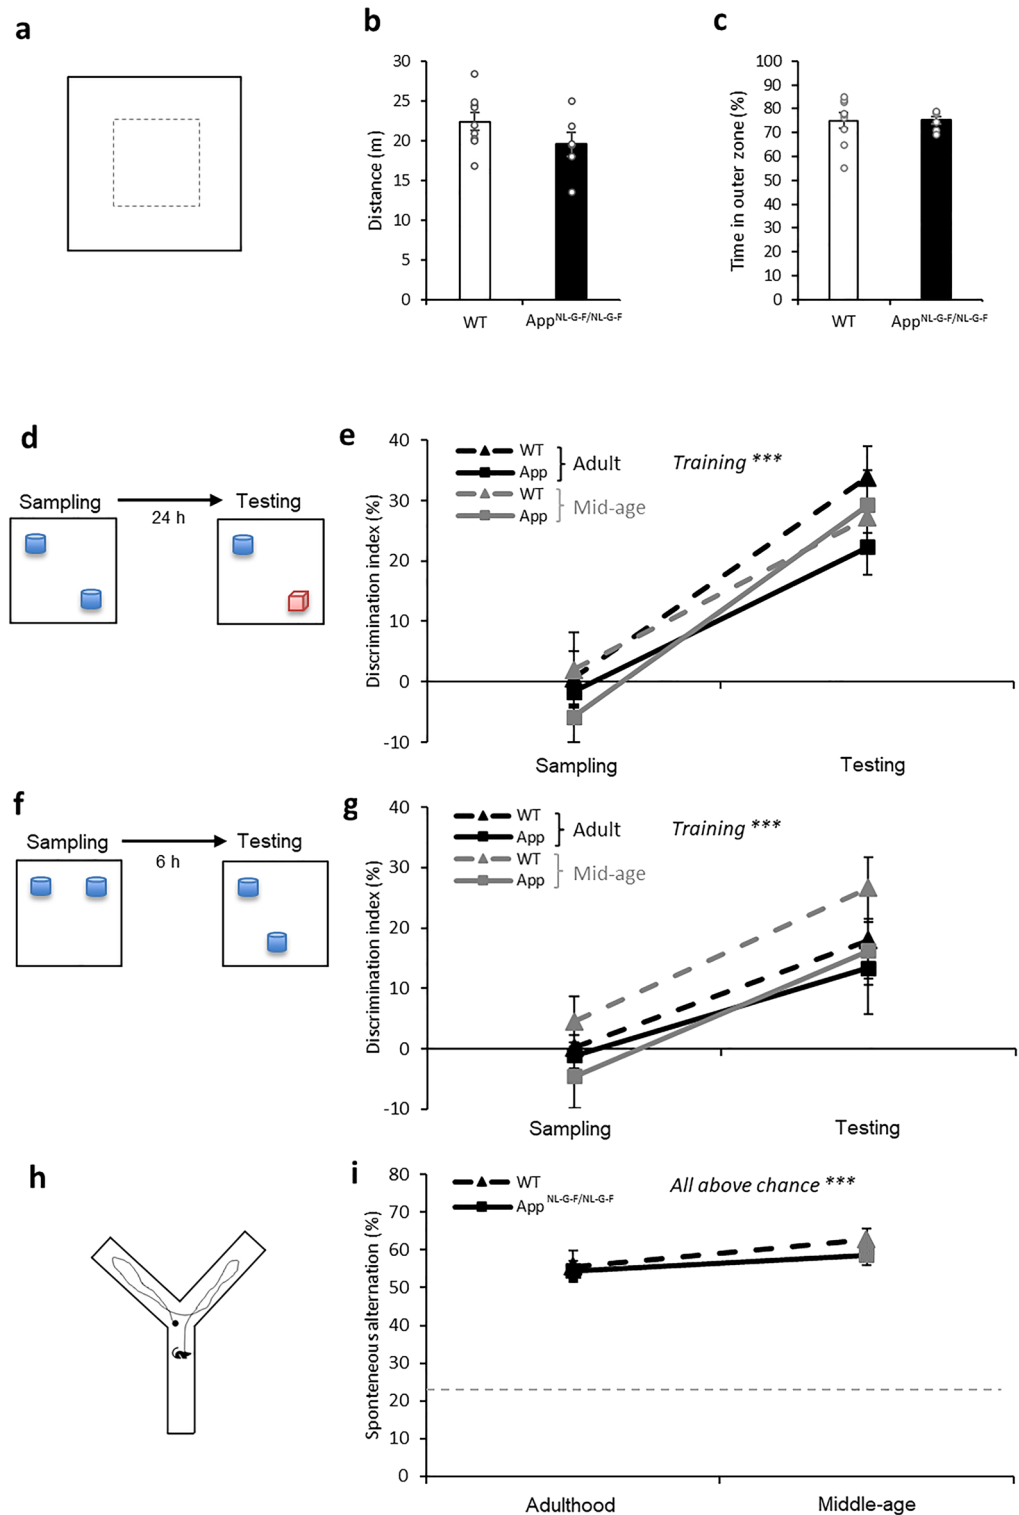 a
b
30
25
20
15
10
5
0
Distance (m)
WT
App NL-G-F/NL-G-F
c
100
90
80
70
60
50
40
30
20
10
0
Time in outer zone (%)
WT
App NL-G-F/NL-G-F
d
Sampling
24 h
Testing
e
40
30
20
10
0
-10
Discrimination index (%)
WT
App
Adult
WT
App
Mid-age
Training ***
Sampling
Testing
f
Sampling
6 h
Testing
g
40
30
20
10
0
-10
Discrimination index (%)
WT
App
Adult
WT
App
Mid-age
Training ***
Sampling
Testing
h
i
80
70
60
50
40
30
20
10
0
Sponteneous alternation (%)
WT
App NL-G-F/NL-G-F
All above chance ***
Adulthood
Middle-age